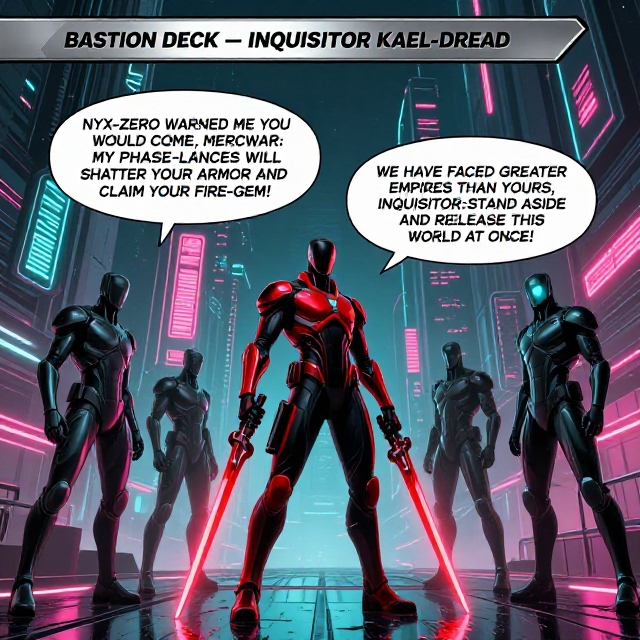 BASTION DECK — INQUISITOR KAEL-DREAD
NYX-ZERO WARNED ME YOU
WOULD COME, MERCWAR:
MY PHASE-LANCES WILL
SHATTER YOUR ARMOR AND
CLAIM YOUR FIRE-GEM!
WE HAVE FACED GREATER
EMPIRES THAN YOURS,
INQUISITOR:STAND ASIDE
AND RELEASE THIS
WORLD AT ONCE!